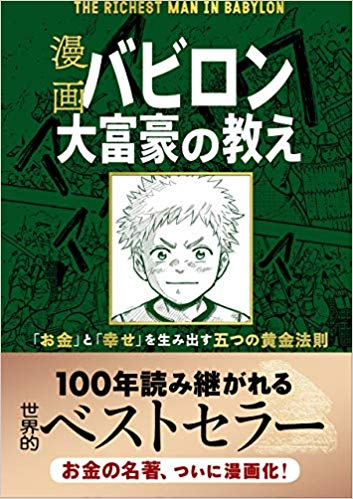 THE RICHEST MAN IN BABYLON
漫画
バビロン
大富豪の教え
「お金」と「幸せ」を生み出す五つの黄金法則
100年読み継がれる
世界的
ベストセラー
お金の名著、ついに漫画化!